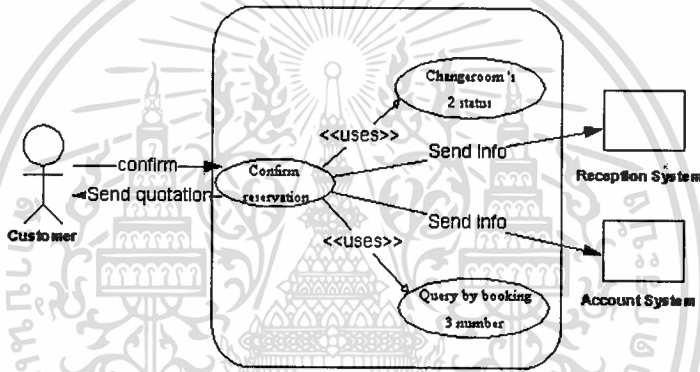 Changeroom's
2 status
<<uses>>
Send Info
Reception System
confirm
Confirm
reservation
Send quotation
Customer
Send Info
<<uses>>
Query by booking
3 number
Account System